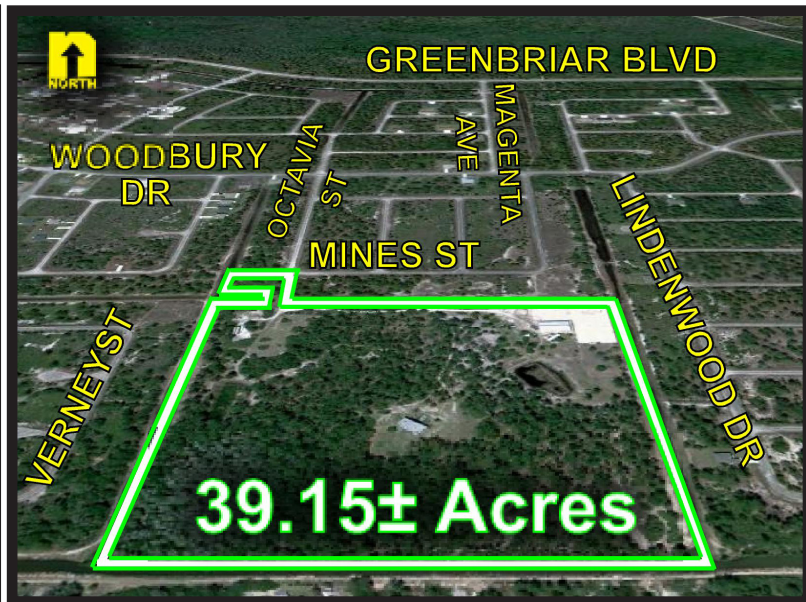 n
NORTH
GREENBRIAR BLVD
MAGENTA
AVE
WOODBURY
DR
OCTAVIA
ST
MINES ST
LINDENWOOD DR
VERNEYST
39.15± Acres